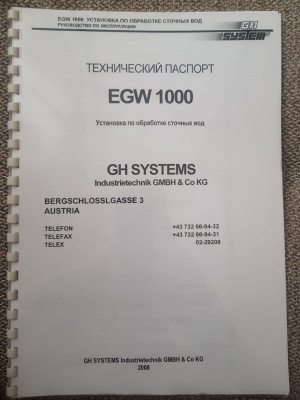 EGW 1000 УСТАНОВКА ПО ОБРАБОТКЕ СТОЧНЫХ ВОД
РУКОВОДСТВО ПО ЭКСПЛУАТАЦИИ
GH
SYSTEMS
ТЕХНИЧЕСКИЙ ПАСПОРТ
EGW 1000
Установка по обработке сточных вод
GH SYSTEMS
Industrietechnik GMBH & Co KG
BERGSCHLOSSLGASSE 3
AUSTRIA
TELEFON +43 732 66-94-32
TELEFAX +43 732 66-94-31
TELEX 02-29208
GH SYSTEMS Industrietechnik GMBH & Co KG
2008